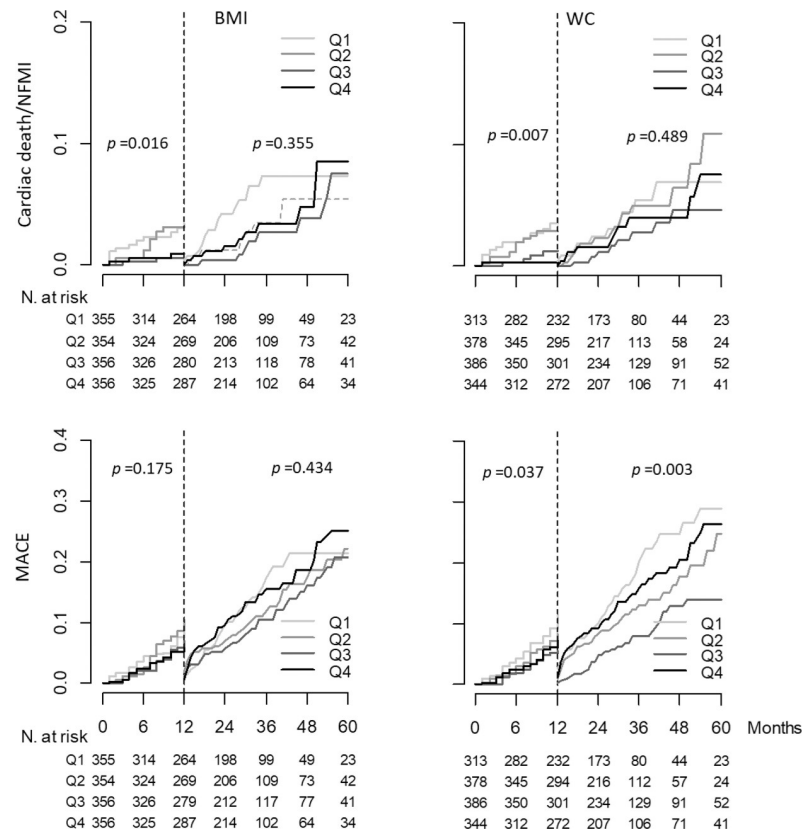 BMI
WC
0.2
0.1
0.0
Cardiac death/NFMI
Q1
Q2
Q3
Q4
p =0.016
p =0.355
Q1
Q2
Q3
Q4
p =0.007
p =0.489
N. at risk
Q1 355 314 264 198 99 49 23
Q2 354 324 269 206 109 73 42
Q3 356 326 280 213 118 78 41
Q4 356 325 287 214 102 64 34
313 282 232 173 80 44 23
378 345 295 217 113 58 24
386 350 301 234 129 91 52
344 312 272 207 106 71 41
0.4
0.3
0.2
0.1
0.0
MACE
p =0.175
p =0.434
Q1
Q2
Q3
Q4
p =0.037
p =0.003
Q1
Q2
Q3
Q4
0 6 12 24 36 48 60
0 6 12 24 36 48 60 Months
N. at risk
Q1 355 314 264 198 99 49 23
Q2 354 324 269 206 109 73 42
Q3 356 326 279 212 117 77 41
Q4 356 325 287 214 102 64 34
313 282 232 173 80 44 23
378 345 294 216 112 57 24
386 350 301 234 129 91 52
344 312 272 207 106 71 41